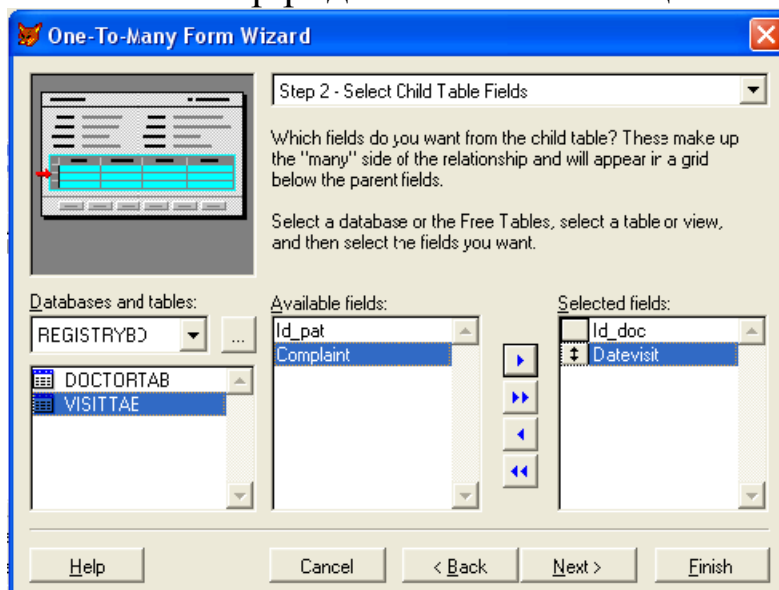 One-To-Many Form Wizard
Step 2 - Select Child Table Fields
Which fields do you want from the child table? These make up
the "many" side of the relationship and will appear in a grid
below the parent fields.
Select a database or the Free Tables, select a table or view,
and then select the fields you want.
Databases and tables:
REGISTRYBD
...
DOCTORTAB
VISITTAE
Available fields:
Id_pat
Complaint
Selected fields:
Id_doc
Datevisit
Help
Cancel
< Back
Next >
Finish